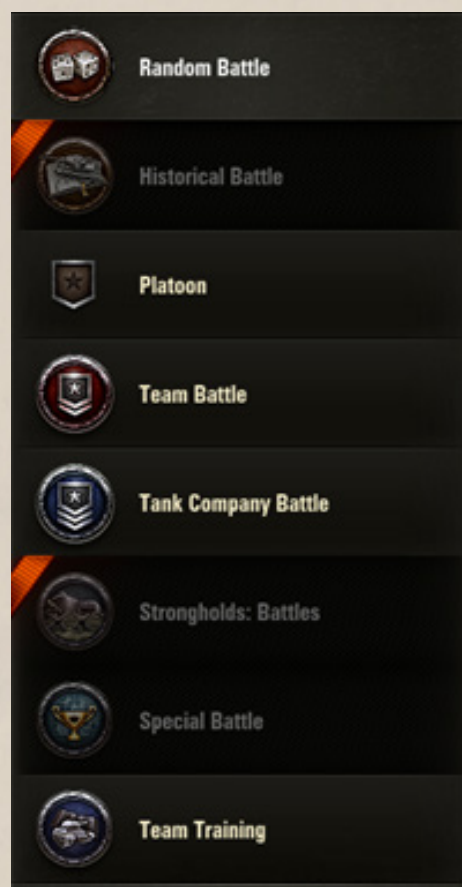 Random Battle
Historical Battle
Platoon
Team Battle
Tank Company Battle
Strongholds: Battles
Special Battle
Team Training